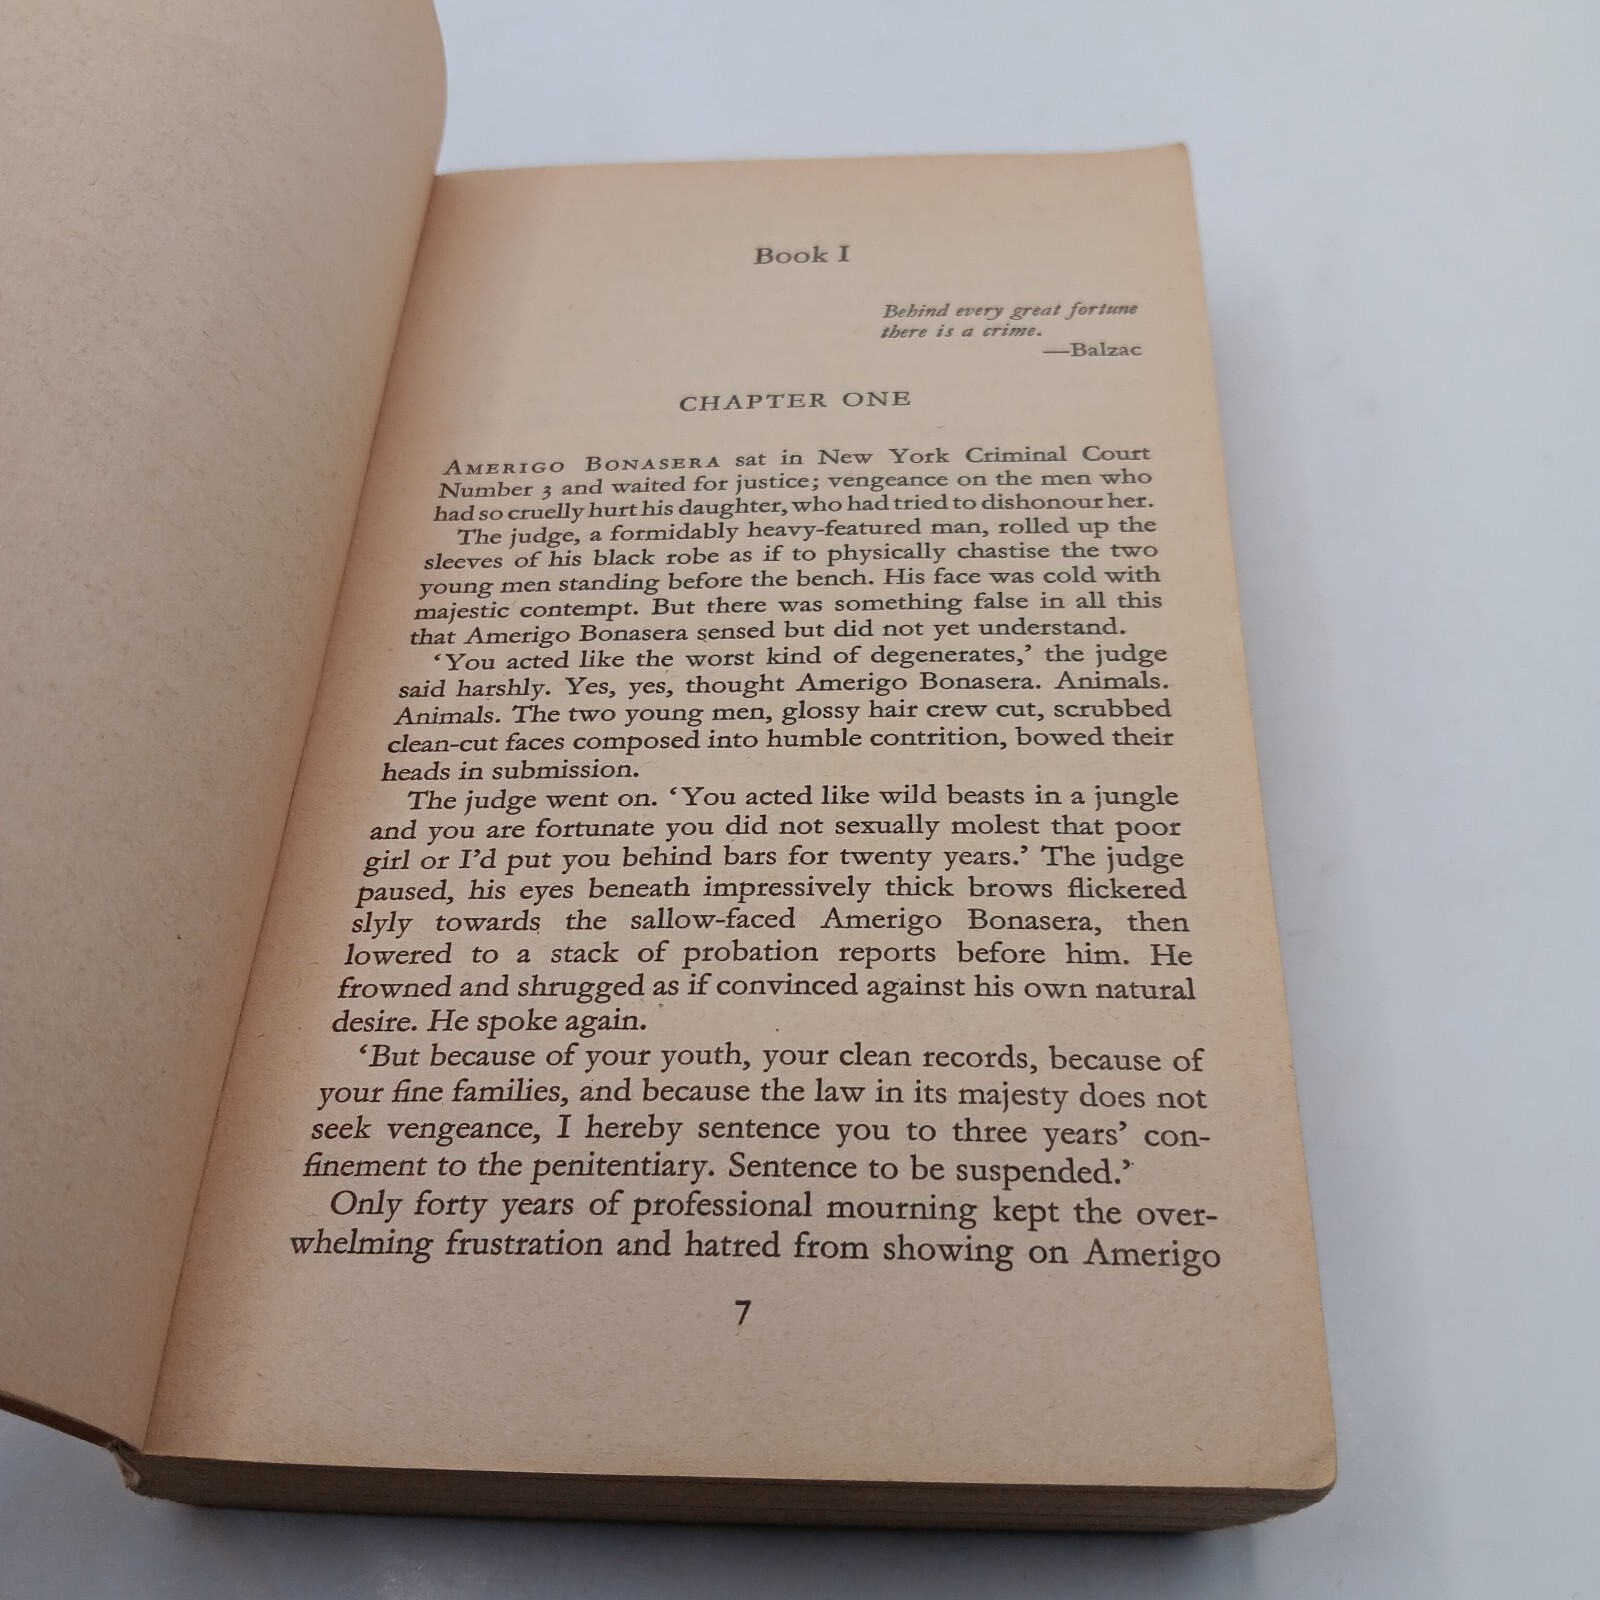 Book I
Behind every great fortune
there is a crime.
—Balzac
CHAPTER ONE
AMERIGO BONASERA sat in New York Criminal Court
Number 3 and waited for justice; vengeance on the men who
had so cruelly hurt his daughter, who had tried to dishonour her.
The judge, a formidably heavy-featured man, rolled up the
sleeves of his black robe as if to physically chastise the two
young men standing before the bench. His face was cold with
majestic contempt. But there was something false in all this
that Amerigo Bonasera sensed but did not yet understand.
‘You acted like the worst kind of degenerates,’ the judge
said harshly. Yes, yes, thought Amerigo Bonasera. Animals.
Animals. The two young men, glossy hair crew cut, scrubbed
clean-cut faces composed into humble contrition, bowed their
heads in submission.
The judge went on. ‘You acted like wild beasts in a jungle
and you are fortunate you did not sexually molest that poor
girl or I’d put you behind bars for twenty years.’ The judge
paused, his eyes beneath impressively thick brows flickered
slyly towards the sallow-faced Amerigo Bonasera, then
lowered to a stack of probation reports before him. He
frowned and shrugged as if convinced against his own natural
desire. He spoke again.
‘But because of your youth, your clean records, because of
your fine families, and because the law in its majesty does not
seek vengeance, I hereby sentence you to three years’ con-
finement to the penitentiary. Sentence to be suspended.’
Only forty years of professional mourning kept the over-
whelming frustration and hatred from showing on Amerigo
7